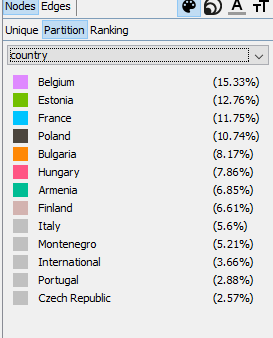 Nodes Edges A TT
Unique Partition Ranking
country
Belgium (15.33%)
Estonia (12.76%)
France (11.75%)
Poland (10.74%)
Bulgaria (8.17%)
Hungary (7.86%)
Armenia (6.85%)
Finland (6.61%)
Italy (5.6%)
Montenegro (5.21%)
International (3.66%)
Portugal (2.88%)
Czech Republic (2.57%)